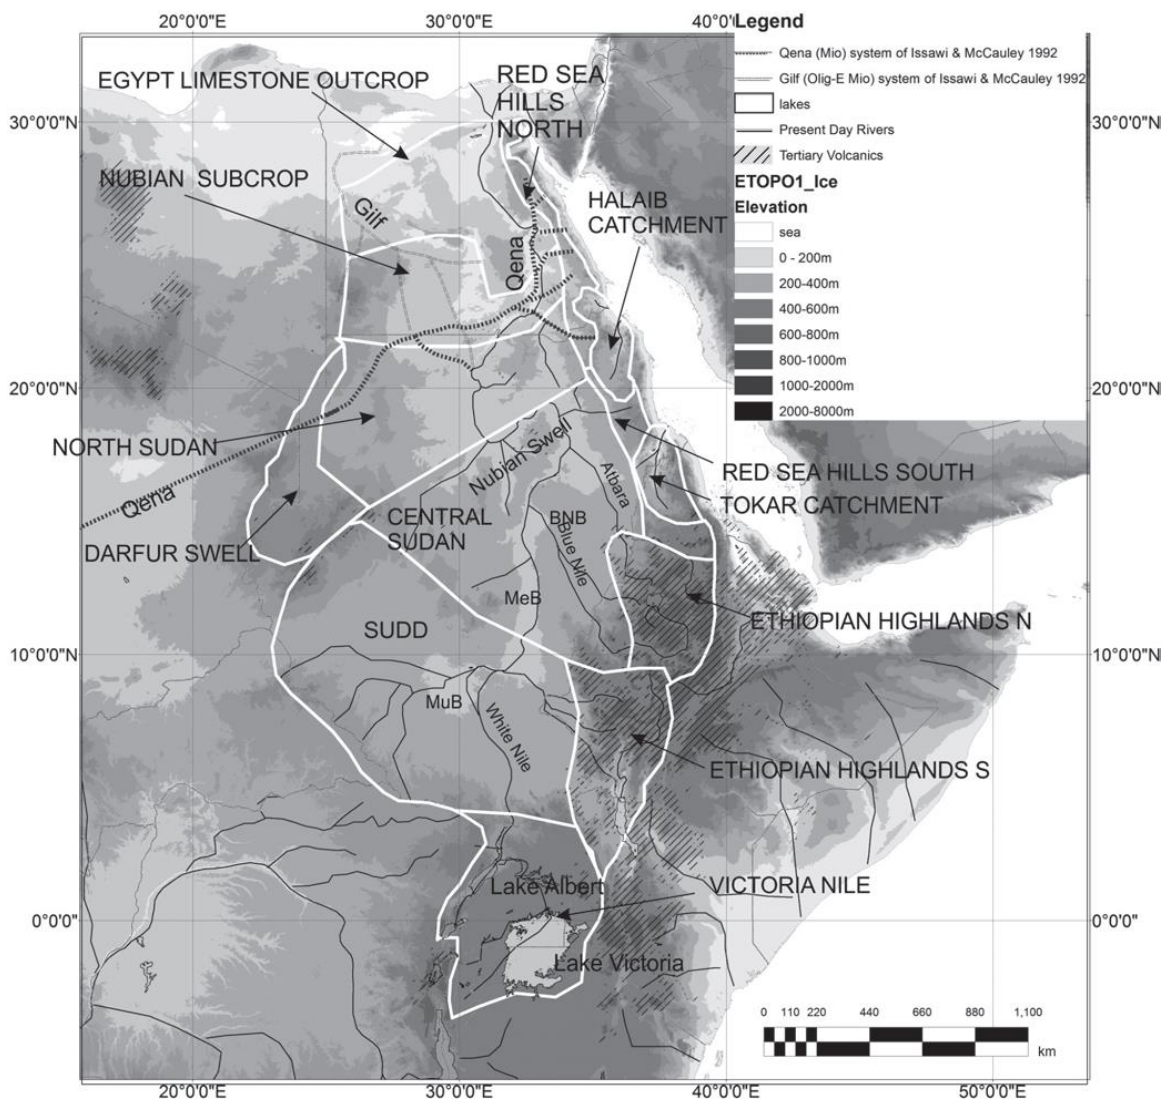 20°0'0"E
30°0'0"E
40°0'
Legend
Qena (Mio) system of Issawi & McCauley 1992
Gilf (Olig-E Mio) system of Issawi & McCauley 1992
lakes
Present Day Rivers
Tertiary Volcanics
ETOPO1_Ice
Elevation
sea
0 - 200m
200-400m
400-600m
600-800m
800-1000m
1000-2000m
2000-8000m
EGYPT LIMESTONE OUTCROP
RED SEA
HILLS
NORTH
30°0'0"N
30°0'0"N
NUBIAN SUBCROP
HALAIB
CATCHMENT
Gilf
Qena
20°0'0"N
20°0'0"N
NORTH SUDAN
Nubian Swell
RED SEA HILLS SOUTH
TOKAR CATCHMENT
Atbara
Qena
CENTRAL
SUDAN
BNB
DARFUR SWELL
Blue Nile
MeB
ETHIOPIAN HIGHLANDS N
SUDD
10°0'0"N
10°0'0"N
MuB
White Nile
ETHIOPIAN HIGHLANDS S
Lake Albert
VICTORIA NILE
0°0'0"
0°0'0"
Lake Victoria
0 110 220 440 660 880 1,100
km
20°0'0"E
30°0'0"E
40°0'0"E
50°0'0"E